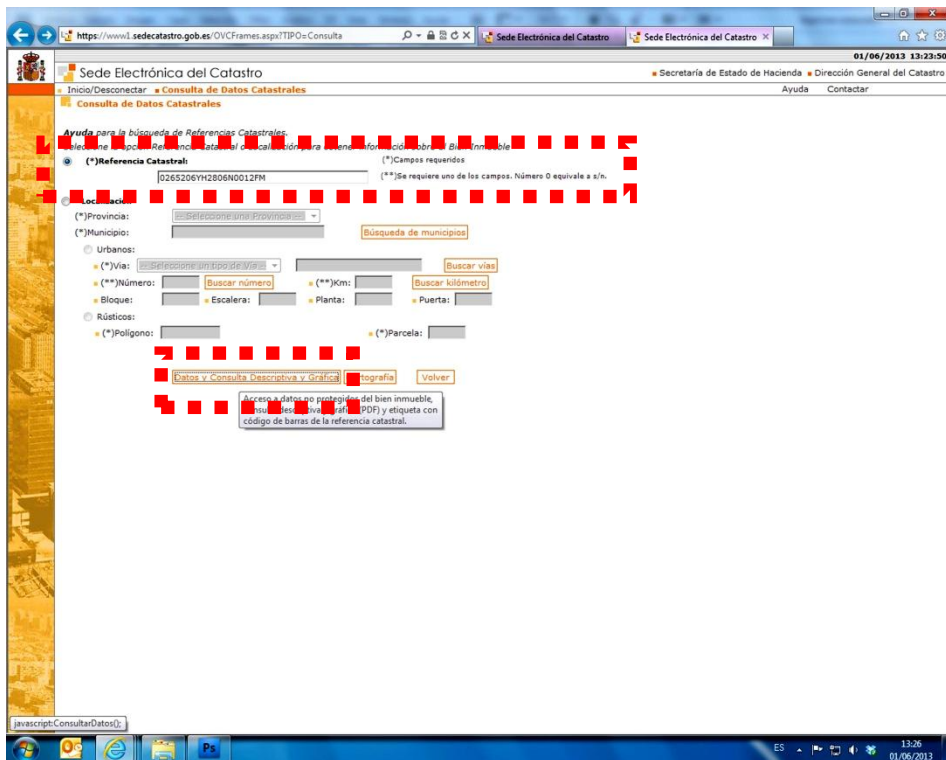 https://www1.sedecatastro.gob.es/OVCFrames.aspx?TIPO=Consulta
Sede Electrónica del Catastro
Sede Electrónica del Catastro
01/06/2013 13:23:50
Sede Electrónica del Catastro
Secretaría de Estado de Hacienda
Dirección General del Catastro
Inicio/Desconectar
Consulta de Datos Catastrales
Ayuda
Contactar
Consulta de Datos Catastrales
Ayuda para la búsqueda de Referencias Catastrales.
(*)Referencia Catastral:
(*)Campos requeridos
0265206YH2806N0012FM
(**)Se requiere uno de los campos. Número 0 equivale a s/n.
(*)Provincia: -- Seleccione una Provincia --
(*)Municipio: Búsqueda de municipios
Urbanos:
(*)Via: -- Seleccione un tipo de Vía -- Buscar vías
(**)Número: Buscar número (**)Km: Buscar kilómetro
Bloque: Escalera: Planta: Puerta:
Rústicos:
(*)Polígono: (*)Parcela:
Datos y Consulta Descriptiva y Gráfica
Volver
Acceso a datos no protegidos del bien inmueble,
(PDF) y etiqueta con
código de barras de la referencia catastral.
javascript:ConsultarDatos();
Ps
ES
13:26
01/06/2013